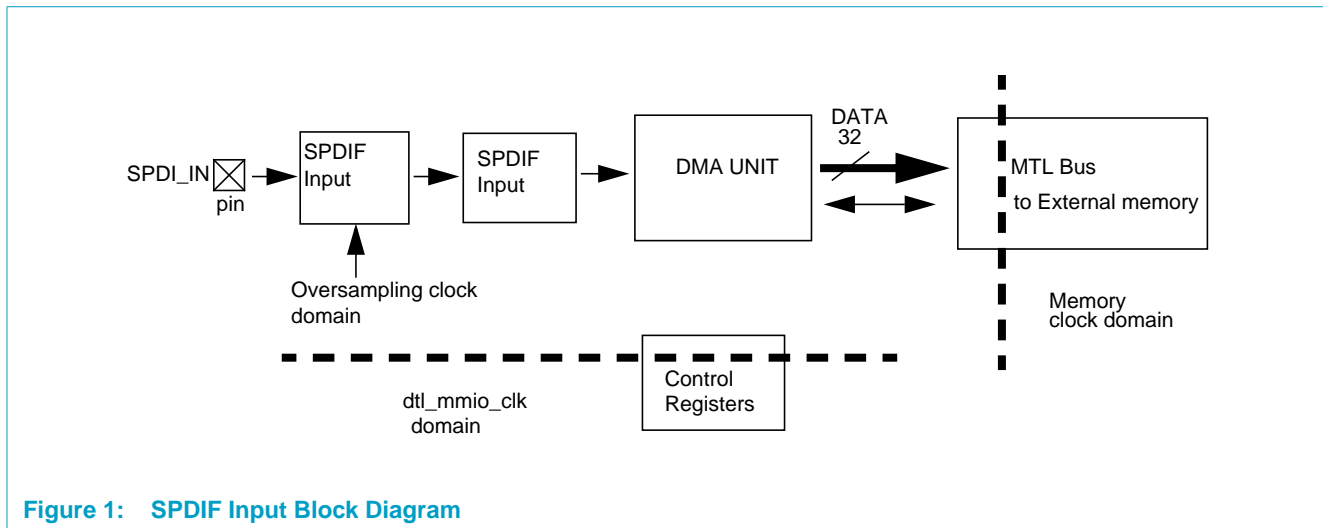 DATA
32
SPDI_IN
pin
SPDIF
Input
SPDIF
Input
DMA UNIT
MTL Bus
to External memory
Oversampling clock
domain
Memory
clock domain
Control
Registers
dtl_mmio_clk
domain
Figure 1: SPDIF Input Block Diagram